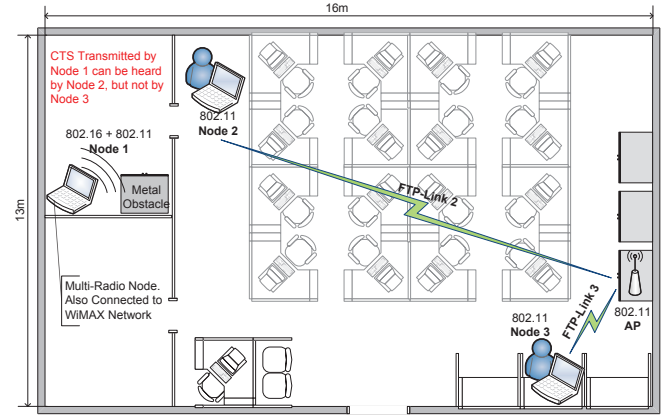 16m
CTS Transmitted by
Node 1 can be heard
by Node 2, but not by
Node 3
802.11
Node 2
802.16 + 802.11
Node 1
Metal
Obstacle
13m
FTP-Link 2
Multi-Radio Node.
Also Connected to
WiMAX Network
FTP-Link 3
802.11
AP
802.11
Node 3